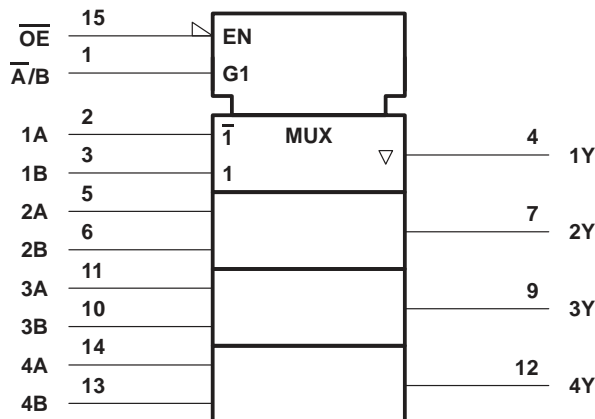 15
O̅E̅ EN
1
A̅/B G1
2
1A 1̅ MUX 4
3 1Y
1B 1
5
2A 7
6 2Y
2B
11
3A 9
10 3Y
3B
14
4A 12
13 4Y
4B